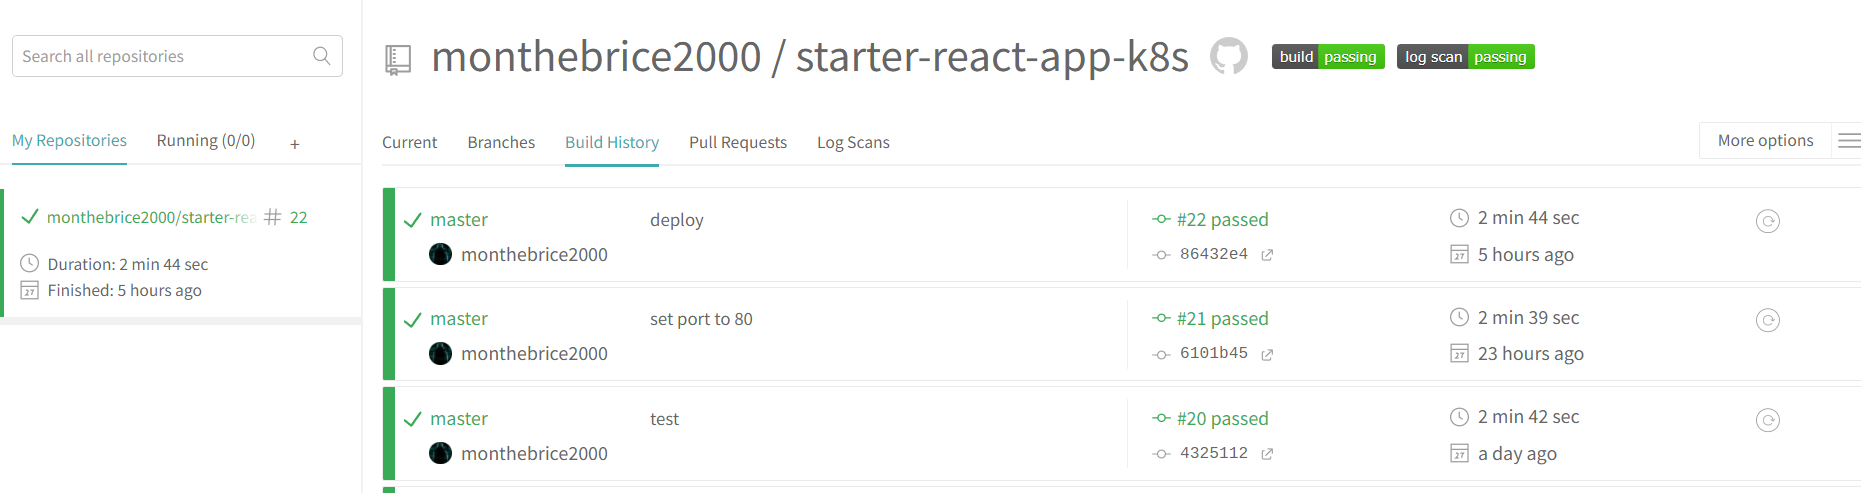 Search all repositories
monthebrice2000 / starter-react-app-k8s
build passing
log scan passing
My Repositories
Running (0/0)
+
Current
Branches
Build History
Pull Requests
Log Scans
More options
monthebrice2000/starter-rea
# 22
Duration: 2 min 44 sec
27 Finished: 5 hours ago
master
deploy
#22 passed
2 min 44 sec
monthebrice2000
86432e4
27 5 hours ago
master
set port to 80
#21 passed
2 min 39 sec
monthebrice2000
6101b45
27 23 hours ago
master
test
#20 passed
2 min 42 sec
monthebrice2000
4325112
27 a day ago